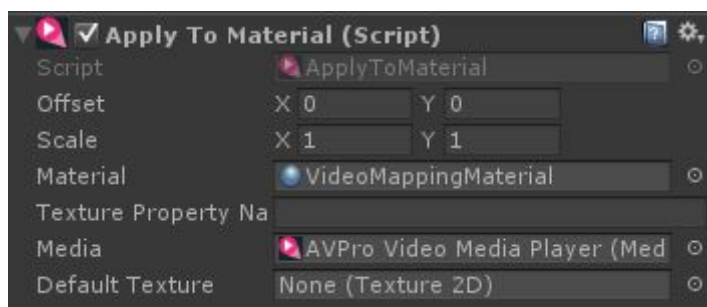 Apply To Material (Script)
Script ApplyToMaterial
Offset X 0 Y 0
Scale X 1 Y 1
Material VideoMappingMaterial
Texture Property Na
Media AVPro Video Media Player (Med
Default Texture None (Texture 2D)